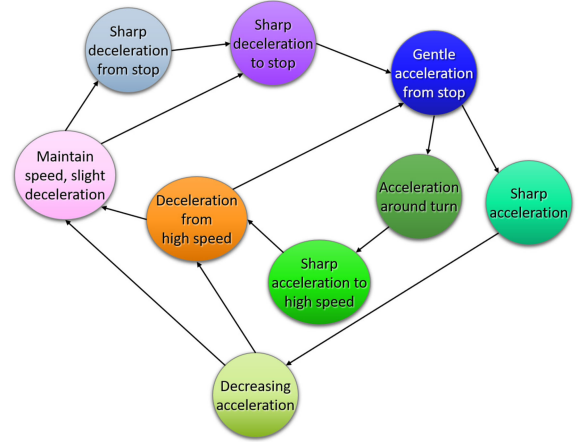 Sharp
deceleration
from stop
Sharp
deceleration
to stop
Gentle
acceleration
from stop
Maintain
speed, slight
deceleration
Deceleration
from
high speed
Acceleration
around turn
Sharp
acceleration
Sharp
acceleration to
high speed
Decreasing
acceleration